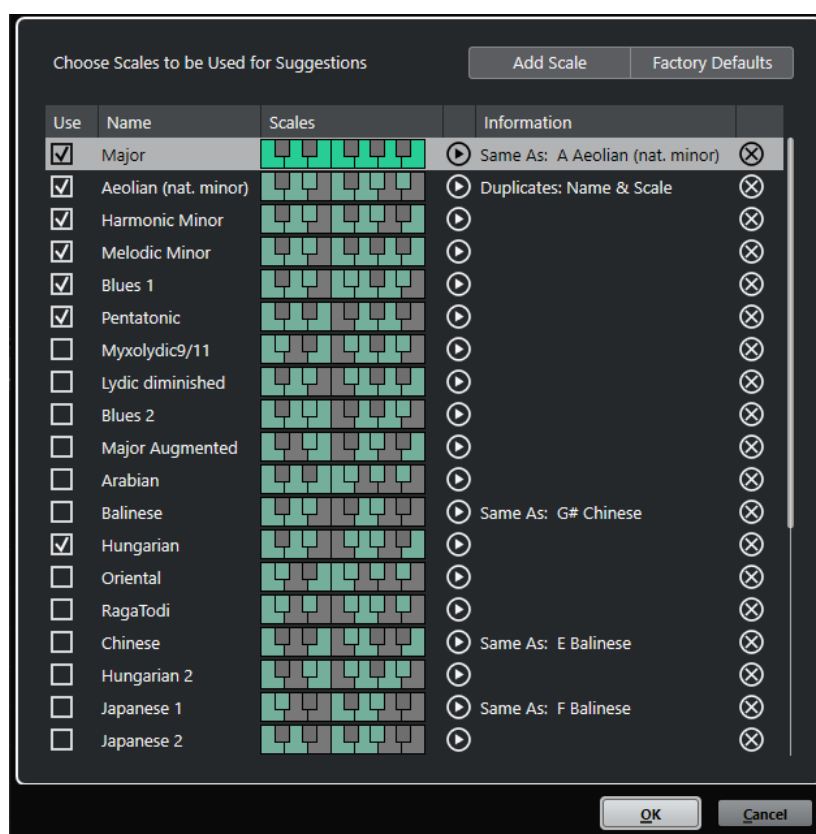 Choose Scales to be Used for Suggestions Add Scale Factory Defaults
Use Name Scales Information
Major Same As: A Aeolian (nat. minor)
Aeolian (nat. minor) Duplicates: Name & Scale
Harmonic Minor
Melodic Minor
Blues 1
Pentatonic
Myxolydic9/11
Lydic diminished
Blues 2
Major Augmented
Arabian
Balinese Same As: G# Chinese
Hungarian
Oriental
RagaTodi
Chinese Same As: E Balinese
Hungarian 2
Japanese 1 Same As: F Balinese
Japanese 2
OK Cancel